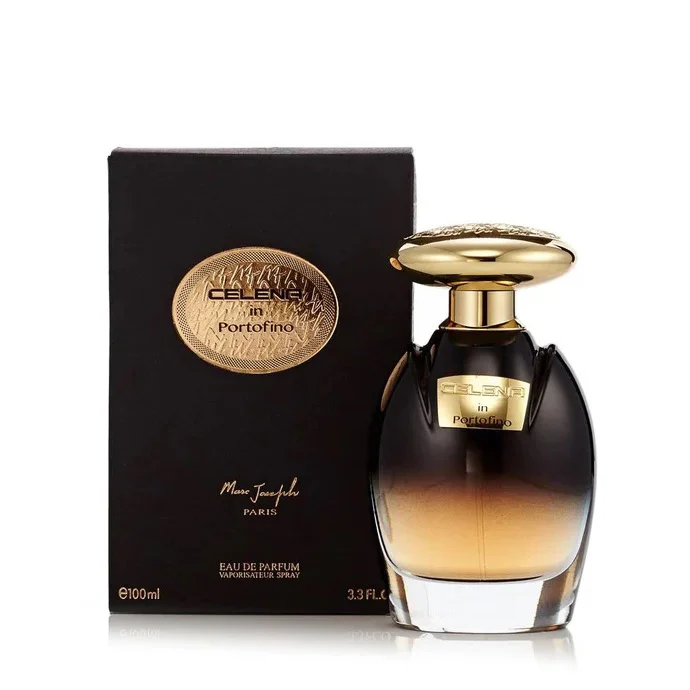 CELENA
in
Portofino
Marc Joseph
PARIS
EAU DE PARFUM
VAPORISATEUR SPRAY
℮100ml
3.3 FL.
CELENA
in
Portofino